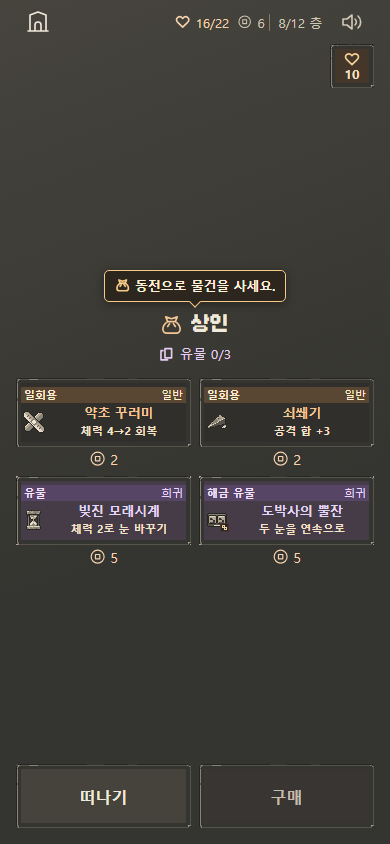 16/22 6 8/12 층
10
동전으로 물건을 사세요.
상인
유물 0/3
일회용 일반
약초 꾸러미
체력 4→2 회복
2
일회용 일반
쇠쐐기
공격 합 +3
2
유물 희귀
빚진 모래시계
체력 2로 눈 바꾸기
5
해금 유물 희귀
도박사의 뿔잔
두 눈을 연속으로
5
떠나기
구매